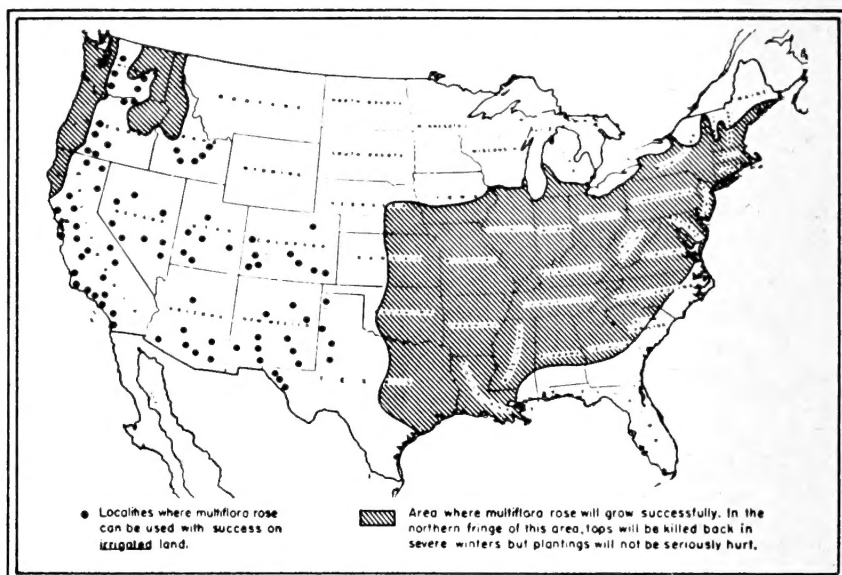 Localities where multiflora rose
can be used with success on
irrigated land.
Area where multiflora rose will grow successfully. In the
northern fringe of this area, tops will be killed back in
severe winters but plantings will not be seriously hurt.